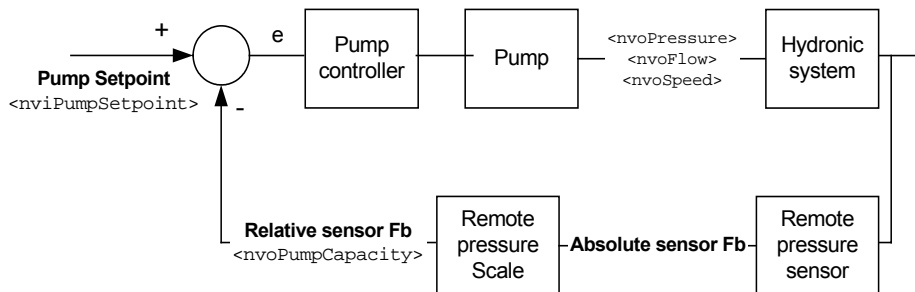 +
e
Pump
controller
Pump
<nvoPressure>
<nvoFlow>
<nvoSpeed>
Hydronic
system
Pump Setpoint
<nviPumpSetpoint>
-
Relative sensor Fb
<nvoPumpCapacity>
Remote
pressure
Scale
Absolute sensor Fb
Remote
pressure
sensor